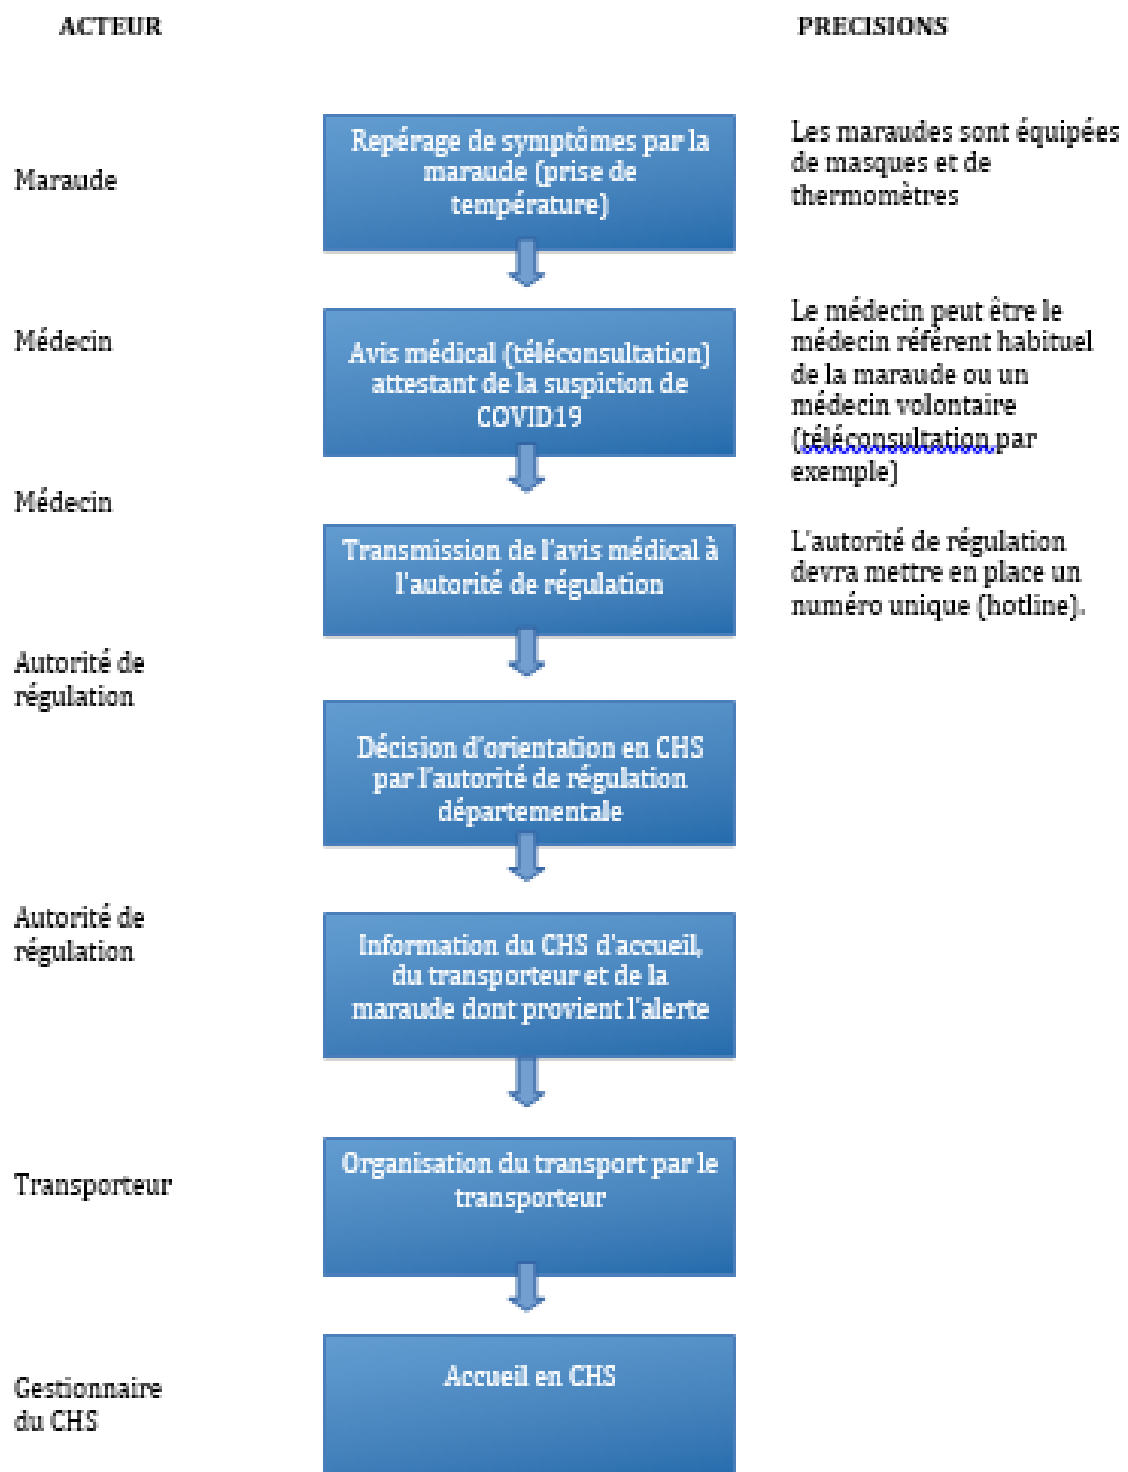 ACTEUR
PRECISIONS
Maraude
Repérage de symptômes par la
maraude (prise de
température)
Les maraudes sont équipées
de masques et de
thermomètres
Médecin
Avis médical (téléconsultation)
attestant de la suspicion de
COVID19
Le médecin peut être le
médecin référent habituel
de la maraude ou un
médecin volontaire
(téléconsultation par
exemple)
Médecin
Transmission de l'avis médical à
l'autorité de régulation
L'autorité de régulation
devra mettre en place un
numéro unique (hotline).
Autorité de
régulation
Décision d'orientation en CHS
par l'autorité de régulation
départementale
Autorité de
régulation
Information du CHS d'accueil,
du transporteur et de la
maraude dont provient l'alerte
Transporteur
Organisation du transport par le
transporteur
Gestionnaire
du CHS
Accueil en CHS